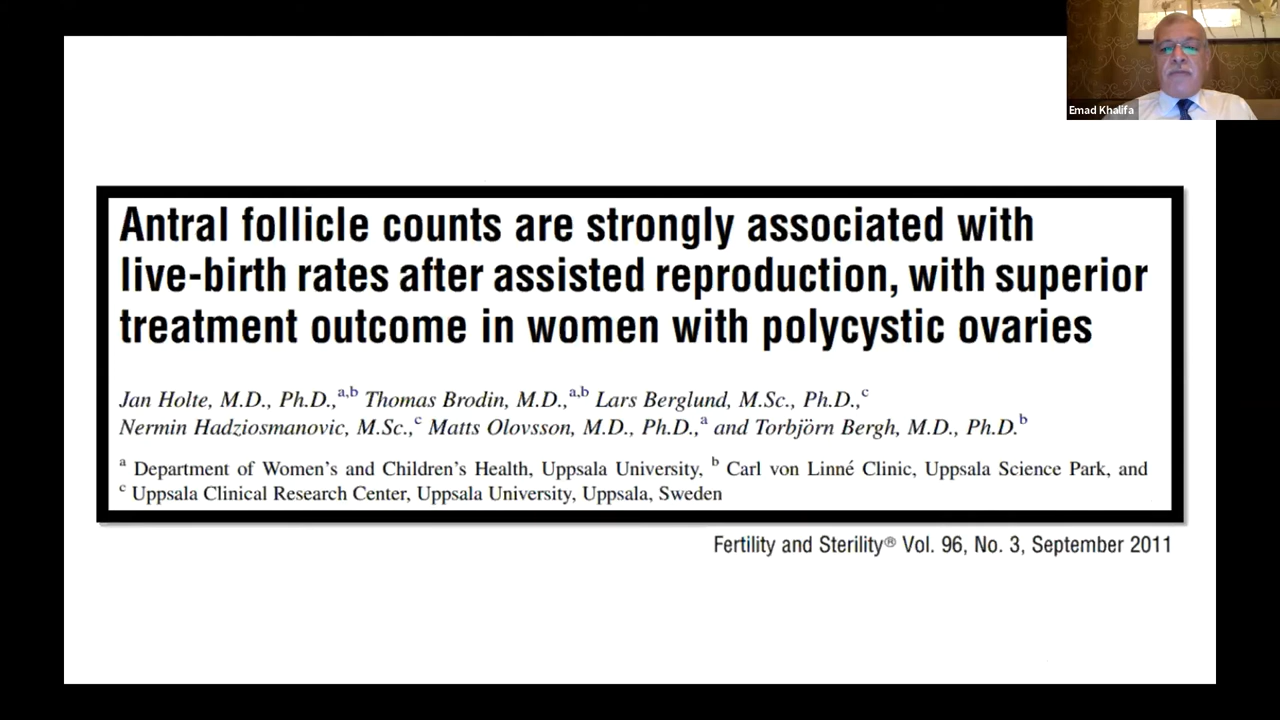 Emad Khalifa
Antral follicle counts are strongly associated with
live-birth rates after assisted reproduction, with superior
treatment outcome in women with polycystic ovaries
Jan Holte, M.D., Ph.D.,a,b Thomas Brodin, M.D.,a,b Lars Berglund, M.Sc., Ph.D.,c
Nermin Hadziosmanovic, M.Sc.,c Matts Olovsson, M.D., Ph.D.,a and Torbjörn Bergh, M.D., Ph.D.b
a Department of Women's and Children's Health, Uppsala University, b Carl von Linné Clinic, Uppsala Science Park, and
c Uppsala Clinical Research Center, Uppsala University, Uppsala, Sweden
Fertility and Sterility® Vol. 96, No. 3, September 2011